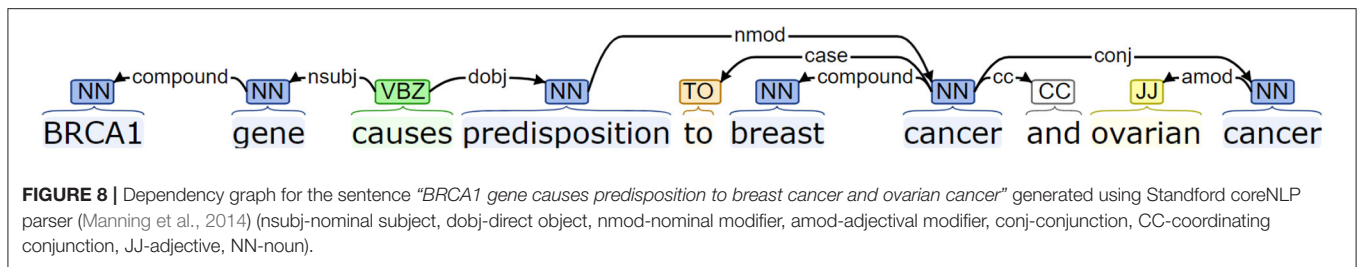 nmod
case conj
compound nsubj dobj compound cc amod
NN NN VBZ NN TO NN NN CC JJ NN
BRCA1 gene causes predisposition to breast cancer and ovarian cancer
FIGURE 8 | Dependency graph for the sentence “BRCA1 gene causes predisposition to breast cancer and ovarian cancer” generated using Standford coreNLP
parser (Manning et al., 2014) (nsubj-nominal subject, dobj-direct object, nmod-nominal modifier, amod-adjectival modifier, conj-conjunction, CC-coordinating
conjunction, JJ-adjective, NN-noun).